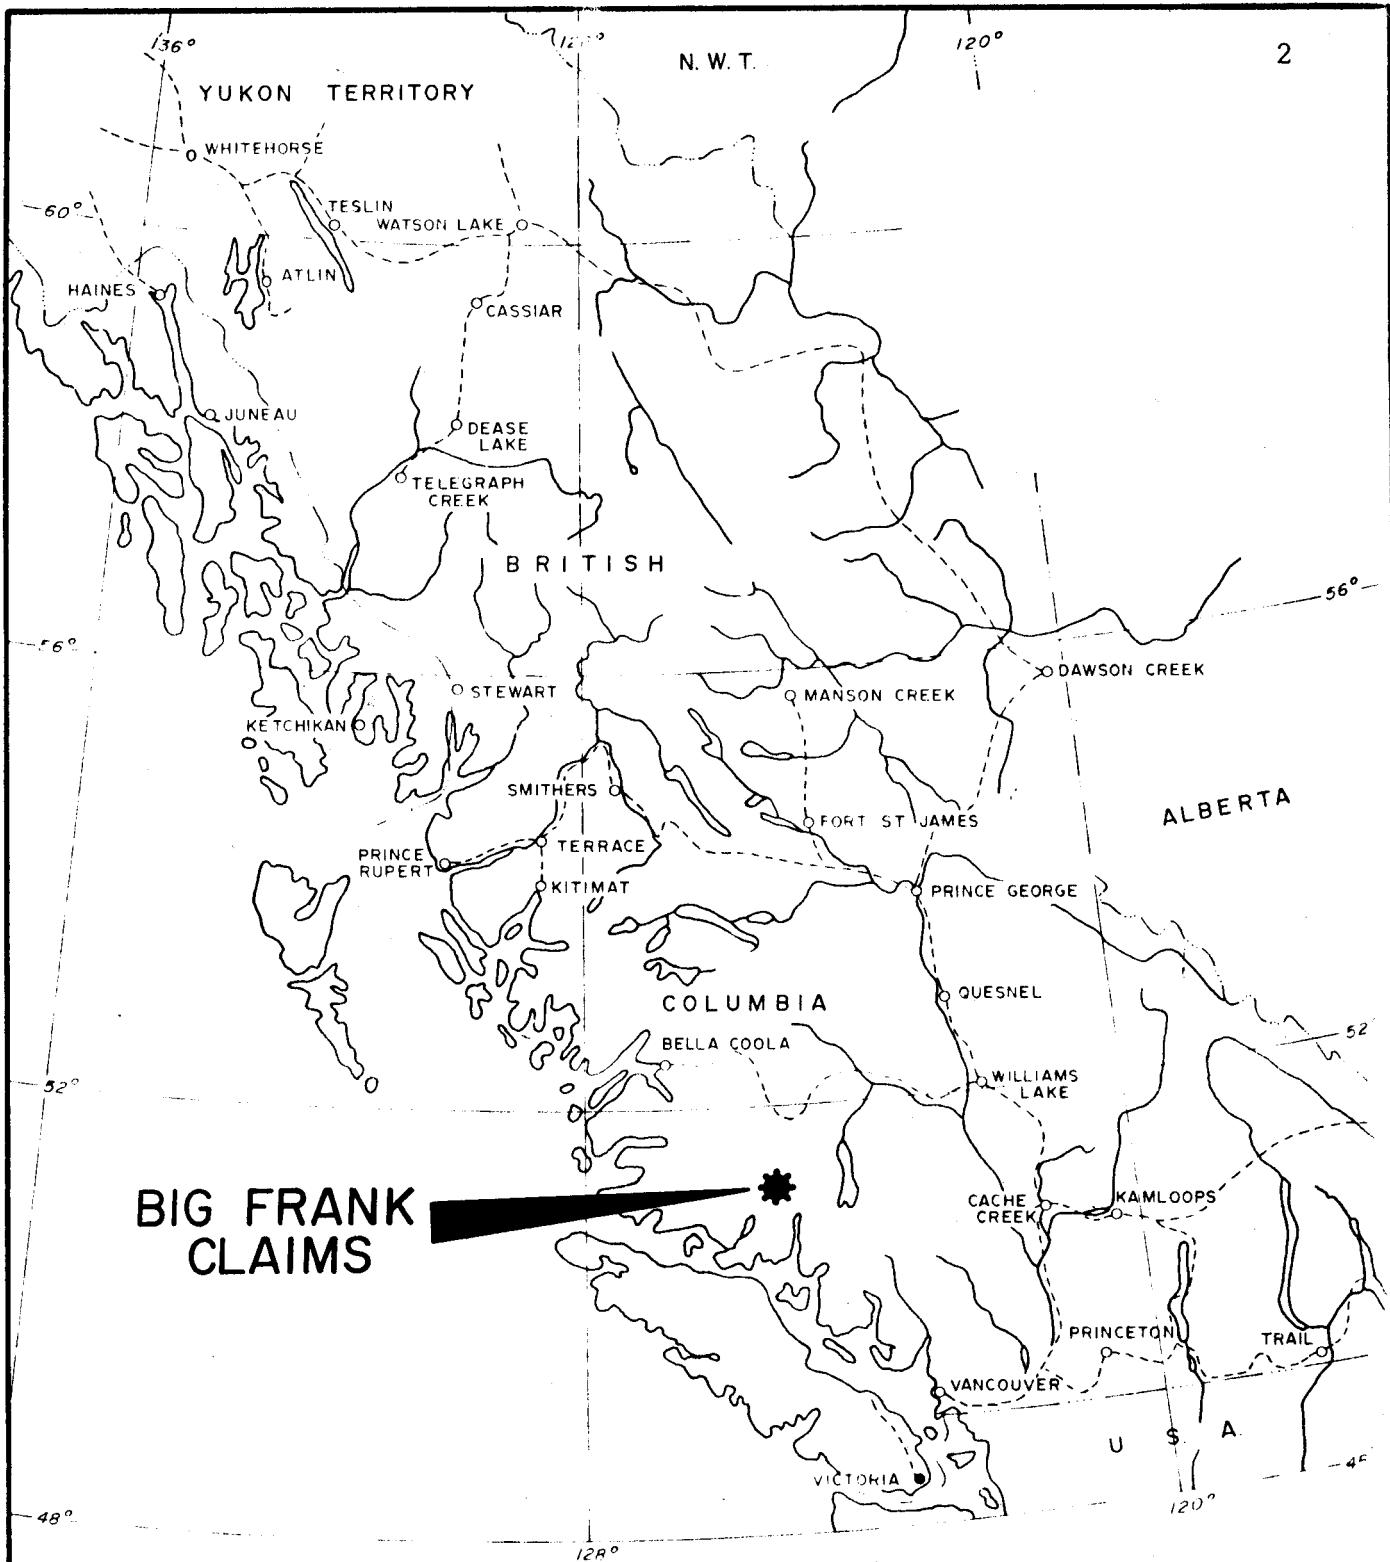 136°
120°
2
N. W. T.
YUKON TERRITORY
WHITEHORSE
60°
TESLIN
WATSON LAKE
ATLIN
HAINES
CASSIAR
JUNEAU
DEASE
LAKE
TELEGRAPH
CREEK
BRITISH
56°
56°
DAWSON CREEK
STEWART
MANSON CREEK
KETCHIKAN
SMITHERS
ALBERTA
FORT ST JAMES
TERRACE
PRINCE
RUPERT
KITIMAT
PRINCE GEORGE
QUESNEL
COLUMBIA
52
BELLA COOLA
WILLIAMS
LAKE
52°
BIG FRANK
CLAIMS
CACHE
CREEK
KAMLOOPS
PRINCETON
TRAIL
VANCOUVER
U S A
VICTORIA
48°
120°
128°